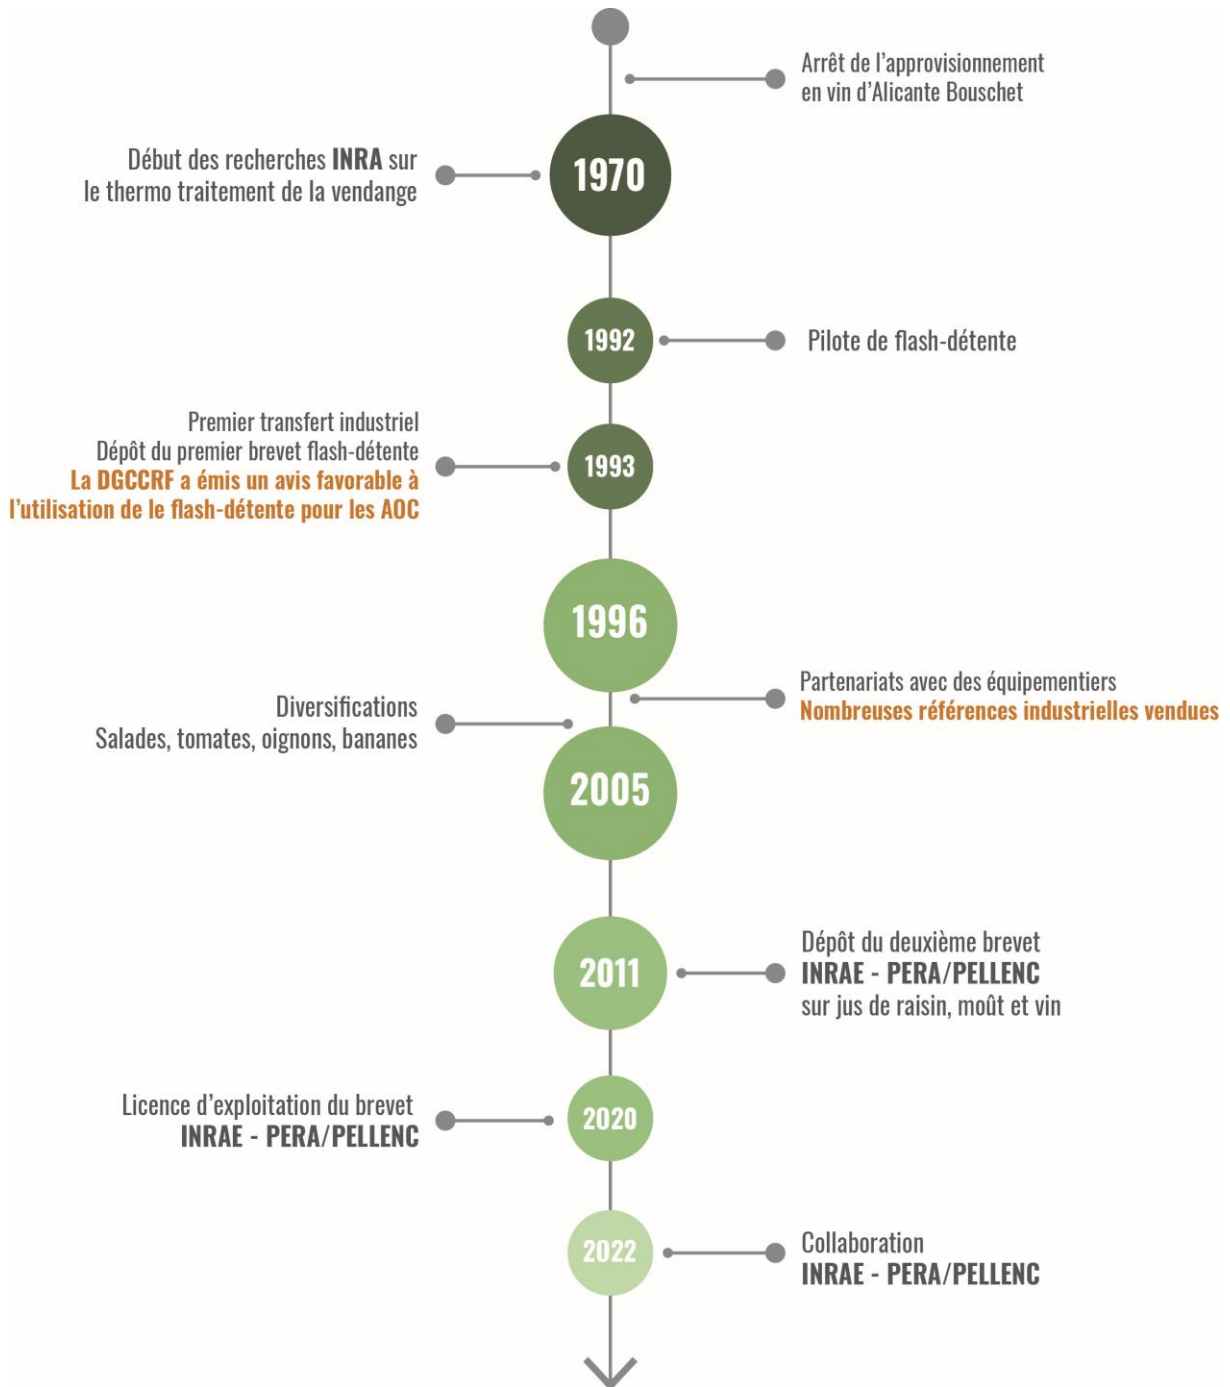 Arrêt de l'approvisionnement
en vin d'Alicante Bouschet
1970
Début des recherches INRA sur
le thermo traitement de la vendange
1992
Pilote de flash-détente
1993
Premier transfert industriel
Dépôt du premier brevet flash-détente
La DGCCRF a émis un avis favorable à
l'utilisation de le flash-détente pour les AOC
1996
Partenariats avec des équipementiers
Nombreuses références industrielles vendues
Diversifications
Salades, tomates, oignons, bananes
2005
2011
Dépôt du deuxième brevet
INRAE - PERA/PELLENC
sur jus de raisin, moût et vin
2020
Licence d'exploitation du brevet
INRAE - PERA/PELLENC
2022
Collaboration
INRAE - PERA/PELLENC